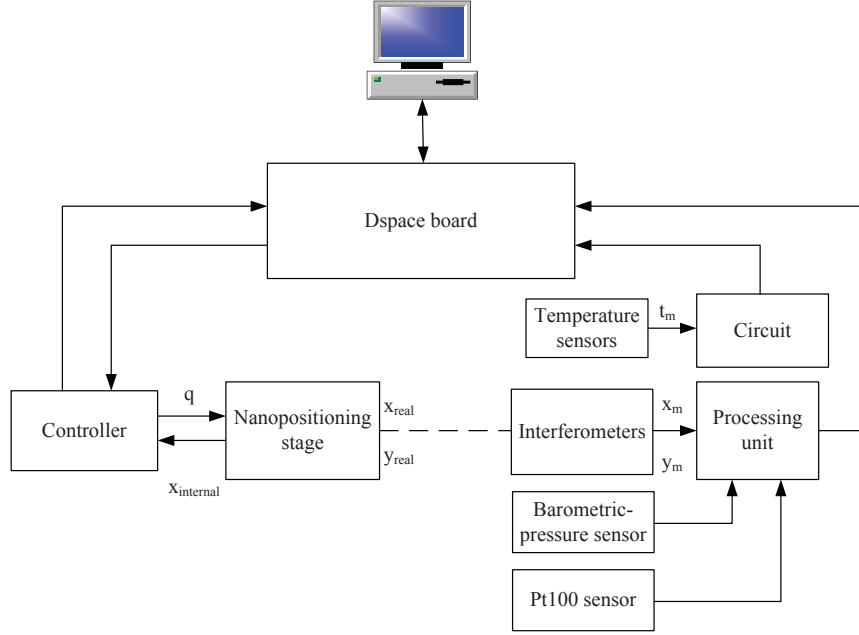 Dspace board
Temperature
sensors
t_m
Circuit
Controller
q
Nanopositioning
stage
x_real
y_real
x_internal
Interferometers
x_m
y_m
Processing
unit
Barometric-
pressure sensor
Pt100 sensor